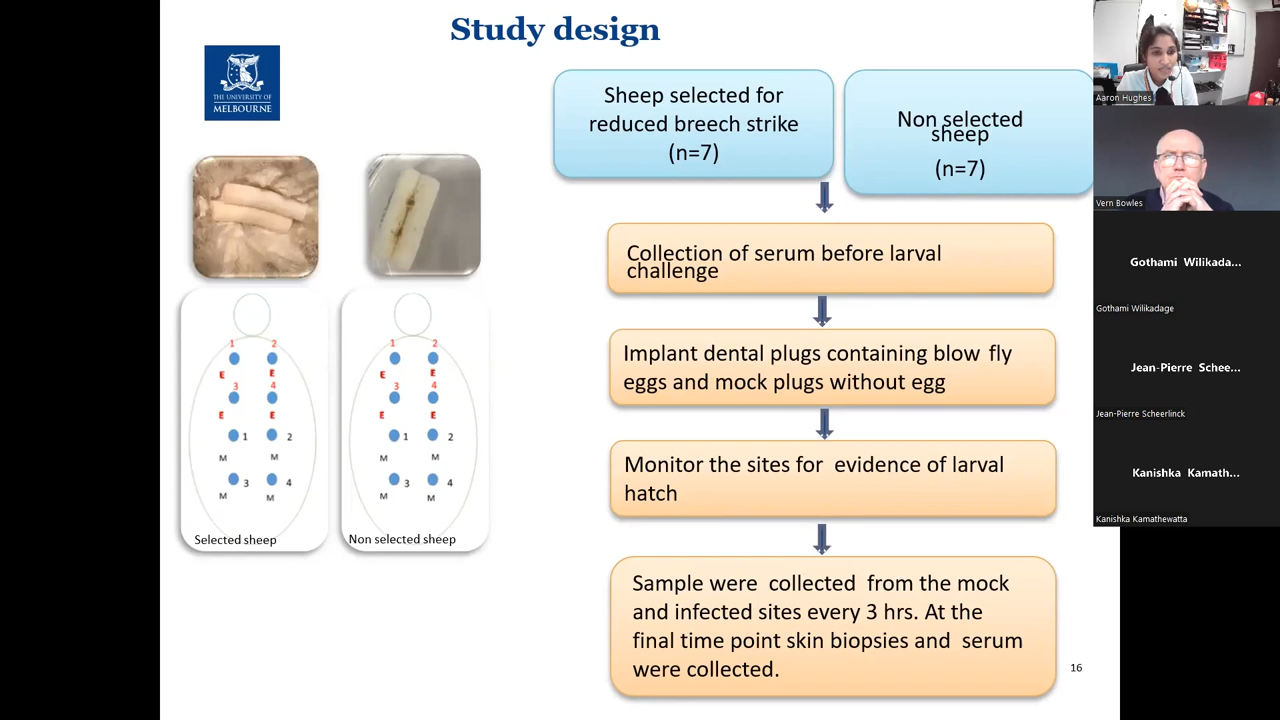 Study design
THE UNIVERSITY OF
MELBOURNE
Sheep selected for
reduced breech strike
(n=7)
Non selected
sheep
(n=7)
Collection of serum before larval
challenge
Implant dental plugs containing blow fly
eggs and mock plugs without egg
Monitor the sites for evidence of larval
hatch
Sample were collected from the mock
and infected sites every 3 hrs. At the
final time point skin biopsies and serum
were collected.
16
1 2
E E
3 4
E E
1 2
M M
3 4
M M
Selected sheep
1 2
E E
3 4
E E
1 2
M M
3 4
M M
Non selected sheep
Aaron Hughes
Vern Bowles
Gothami Wilikada...
Gothami Wilikadage
Jean-Pierre Schee...
Jean-Pierre Scheerlinck
Kanishka Kamath...
Kanishka Kamathewatta